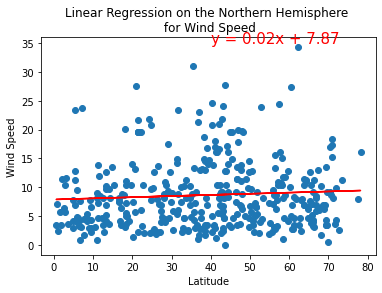 Linear Regression on the Northern Hemisphere
for Wind Speed
y = 0.02x + 7.87
35
30
25
20
15
10
5
0
Wind Speed
0 10 20 30 40 50 60 70 80
Latitude